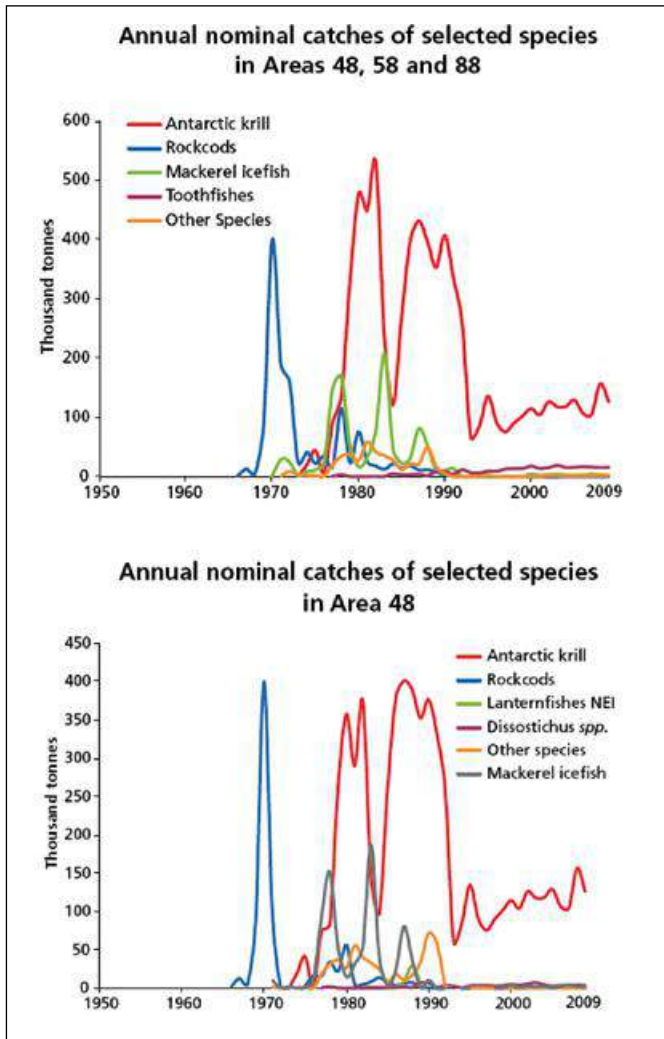 Annual nominal catches of selected species
in Areas 48, 58 and 88
Thousand tonnes
600
500
400
300
200
100
0
Antarctic krill
Rockcods
Mackerel icefish
Toothfishes
Other Species
1950
1960
1970
1980
1990
2000
2009
Annual nominal catches of selected species
in Area 48
Thousand tonnes
450
400
350
300
250
200
150
100
50
0
Antarctic krill
Rockcods
Lanternfishes NEI
Dissostichus spp.
Other species
Mackerel icefish
1950
1960
1970
1980
1990
2000
2009